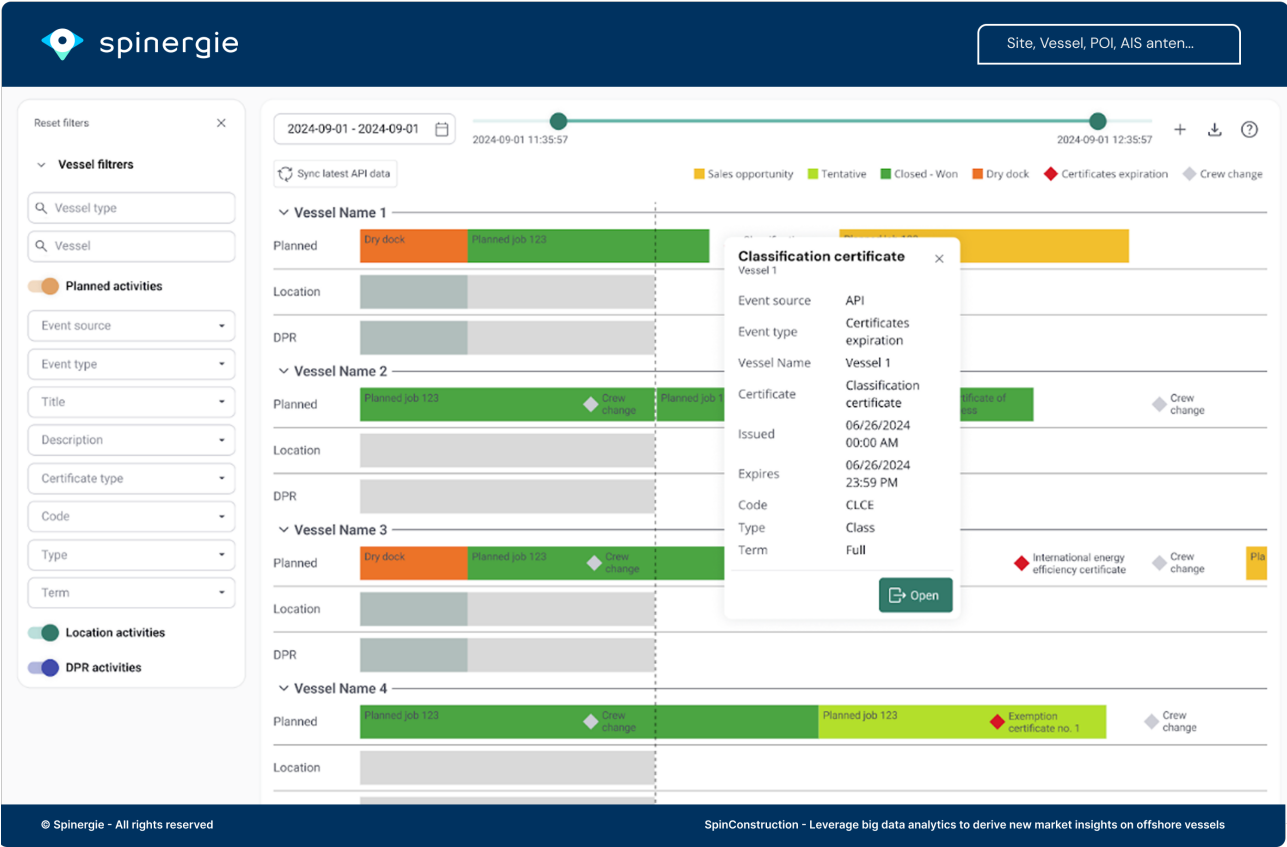 spinergie
Site, Vessel, POI, AIS anten...
Reset filters
Vessel filtrers
Vessel type
Vessel
Planned activities
Event source
Event type
Title
Description
Certificate type
Code
Type
Term
Location activities
DPR activities
2024-09-01 - 2024-09-01
2024-09-01 11:35:57
2024-09-01 12:35:57
Sync latest API data
Sales opportunity
Tentative
Closed - Won
Dry dock
Certificates expiration
Crew change
Vessel Name 1
Planned
Dry dock
Planned job 123
Location
DPR
Vessel Name 2
Planned
Planned job 123
Crew
change
Planned job 1
Crew
change
Location
DPR
Vessel Name 3
Planned
Dry dock
Planned job 123
Crew
change
International energy
efficiency certificate
Crew
change
Pla
Location
DPR
Vessel Name 4
Planned
Planned job 123
Crew
change
Planned job 123
Exemption
certificate no. 1
Crew
change
Location
Classification certificate
Vessel 1
Event source
API
Event type
Certificates
expiration
Vessel Name
Vessel 1
Certificate
Classification
certificate
Issued
06/26/2024
00:00 AM
Expires
06/26/2024
23:59 PM
Code
CLCE
Type
Class
Term
Full
Open
© Spinergie - All rights reserved
SpinConstruction - Leverage big data analytics to derive new market insights on offshore vessels